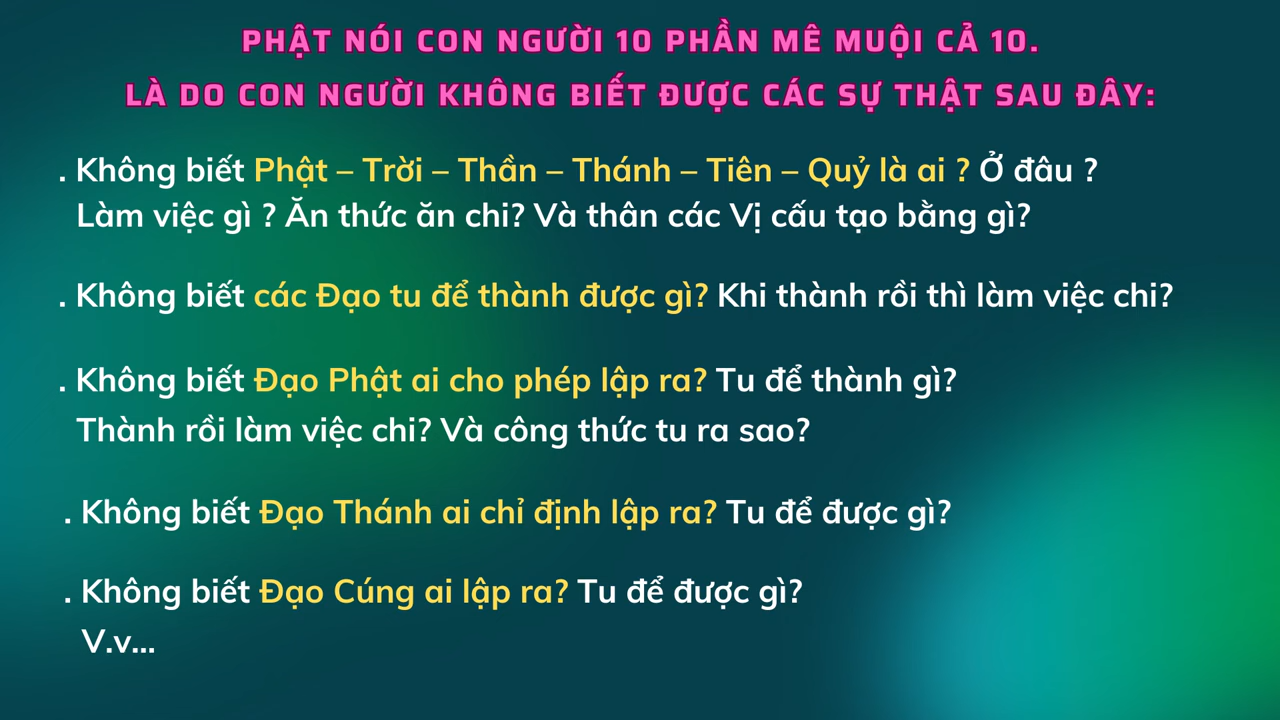 PHẬT NÓI CON NGƯỜI 10 PHẦN MÊ MUỘI CẢ 10.
LÀ DO CON NGƯỜI KHÔNG BIẾT ĐƯỢC CÁC SỰ THẬT SAU ĐÂY:
. Không biết Phật – Trời – Thần – Thánh – Tiên – Quỷ là ai ? Ở đâu ?
Làm việc gì ? Ăn thức ăn chi? Và thân các Vị cấu tạo bằng gì?
. Không biết các Đạo tu để thành được gì? Khi thành rồi thì làm việc chi?
. Không biết Đạo Phật ai cho phép lập ra? Tu để thành gì?
Thành rồi làm việc chi? Và công thức tu ra sao?
. Không biết Đạo Thánh ai chỉ định lập ra? Tu để được gì?
. Không biết Đạo Cúng ai lập ra? Tu để được gì?
V.v...